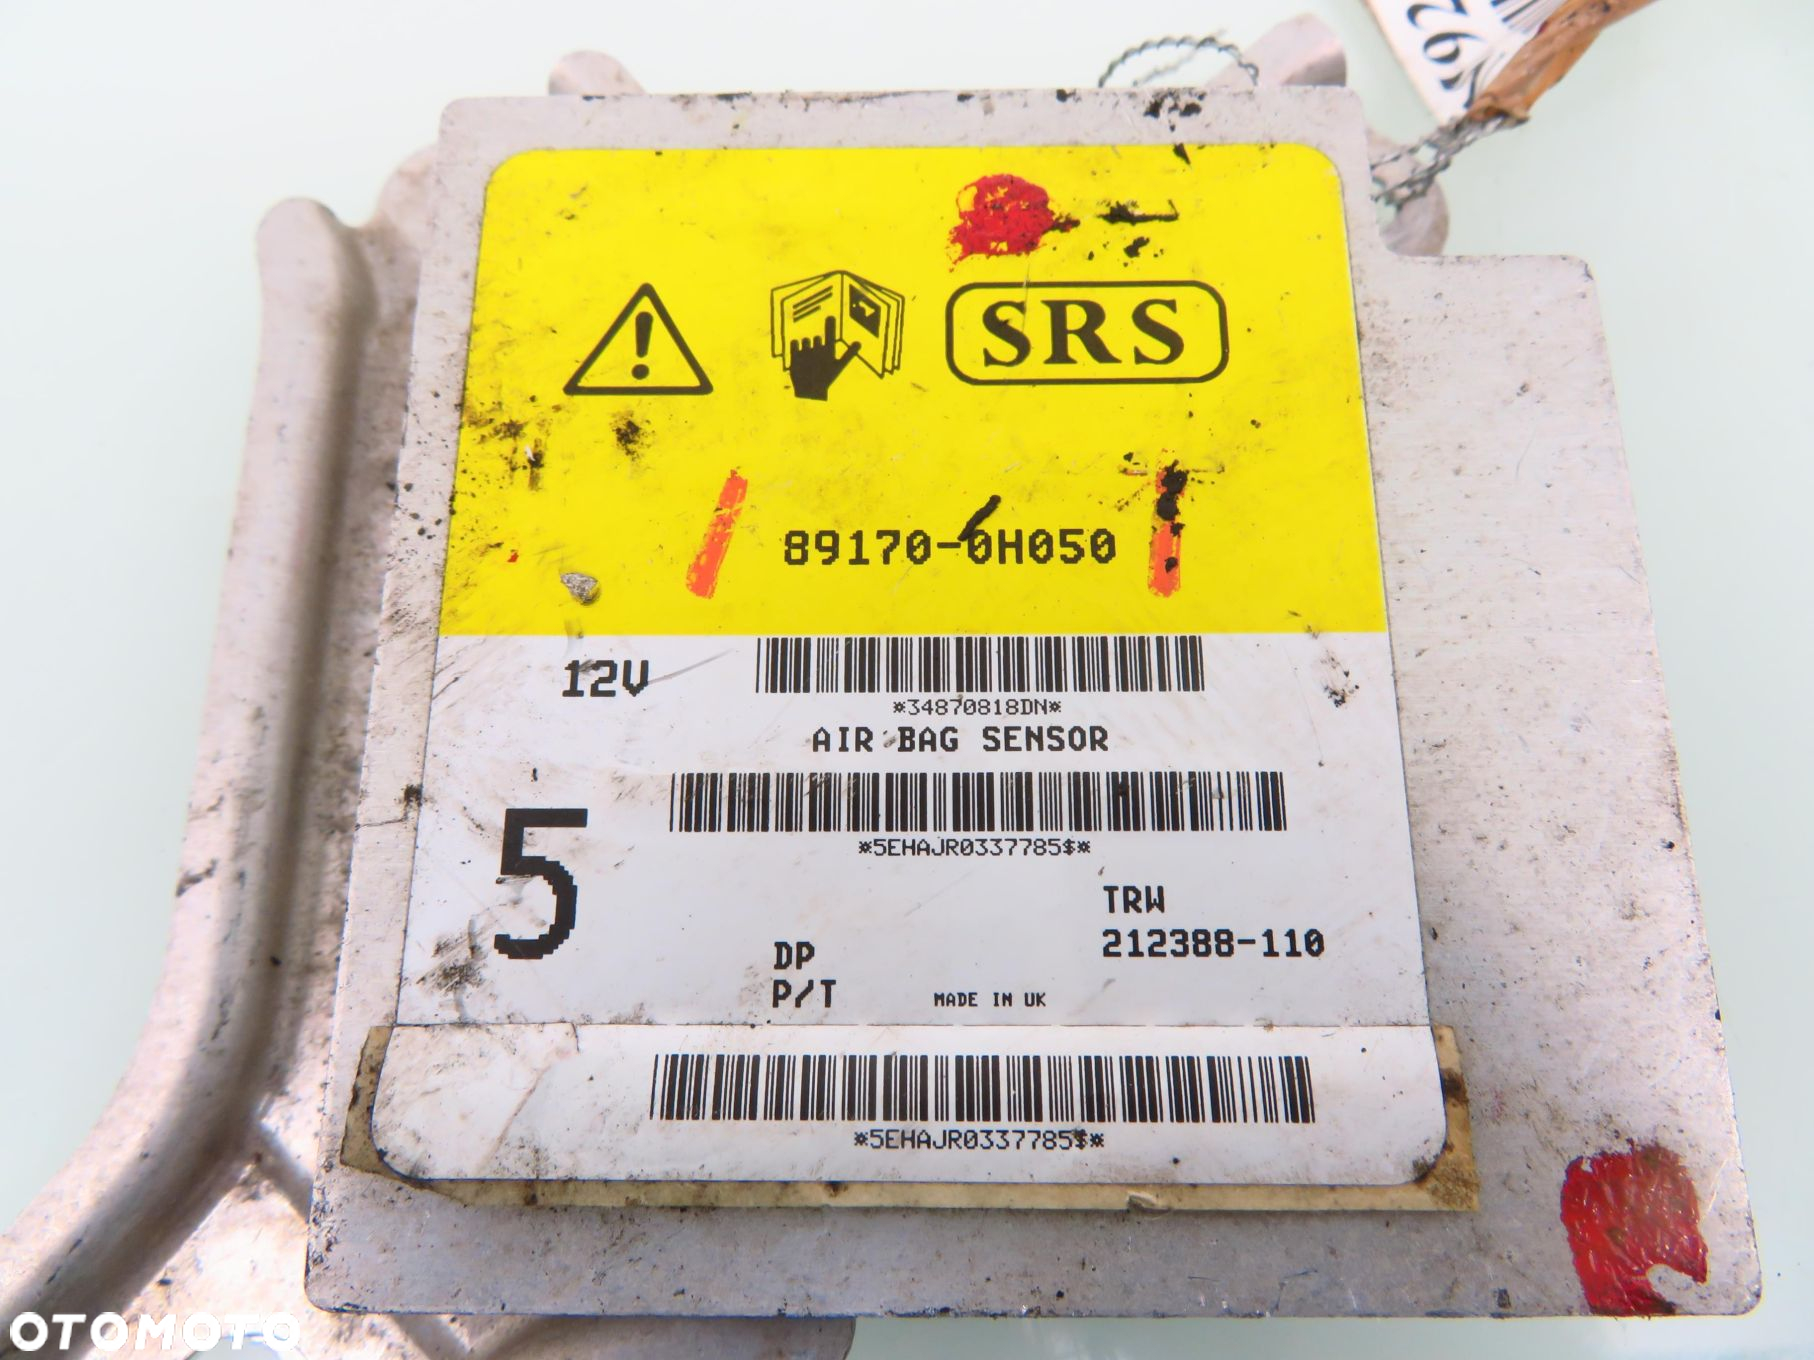 SRS
89170-0H050
12V
*34870818DN*
AIR BAG SENSOR
*5EHAJR0337785$*
5
TRW
212388-110
DP
P/T
MADE IN UK
*5EHAJR0337785$*
OTOMOTO